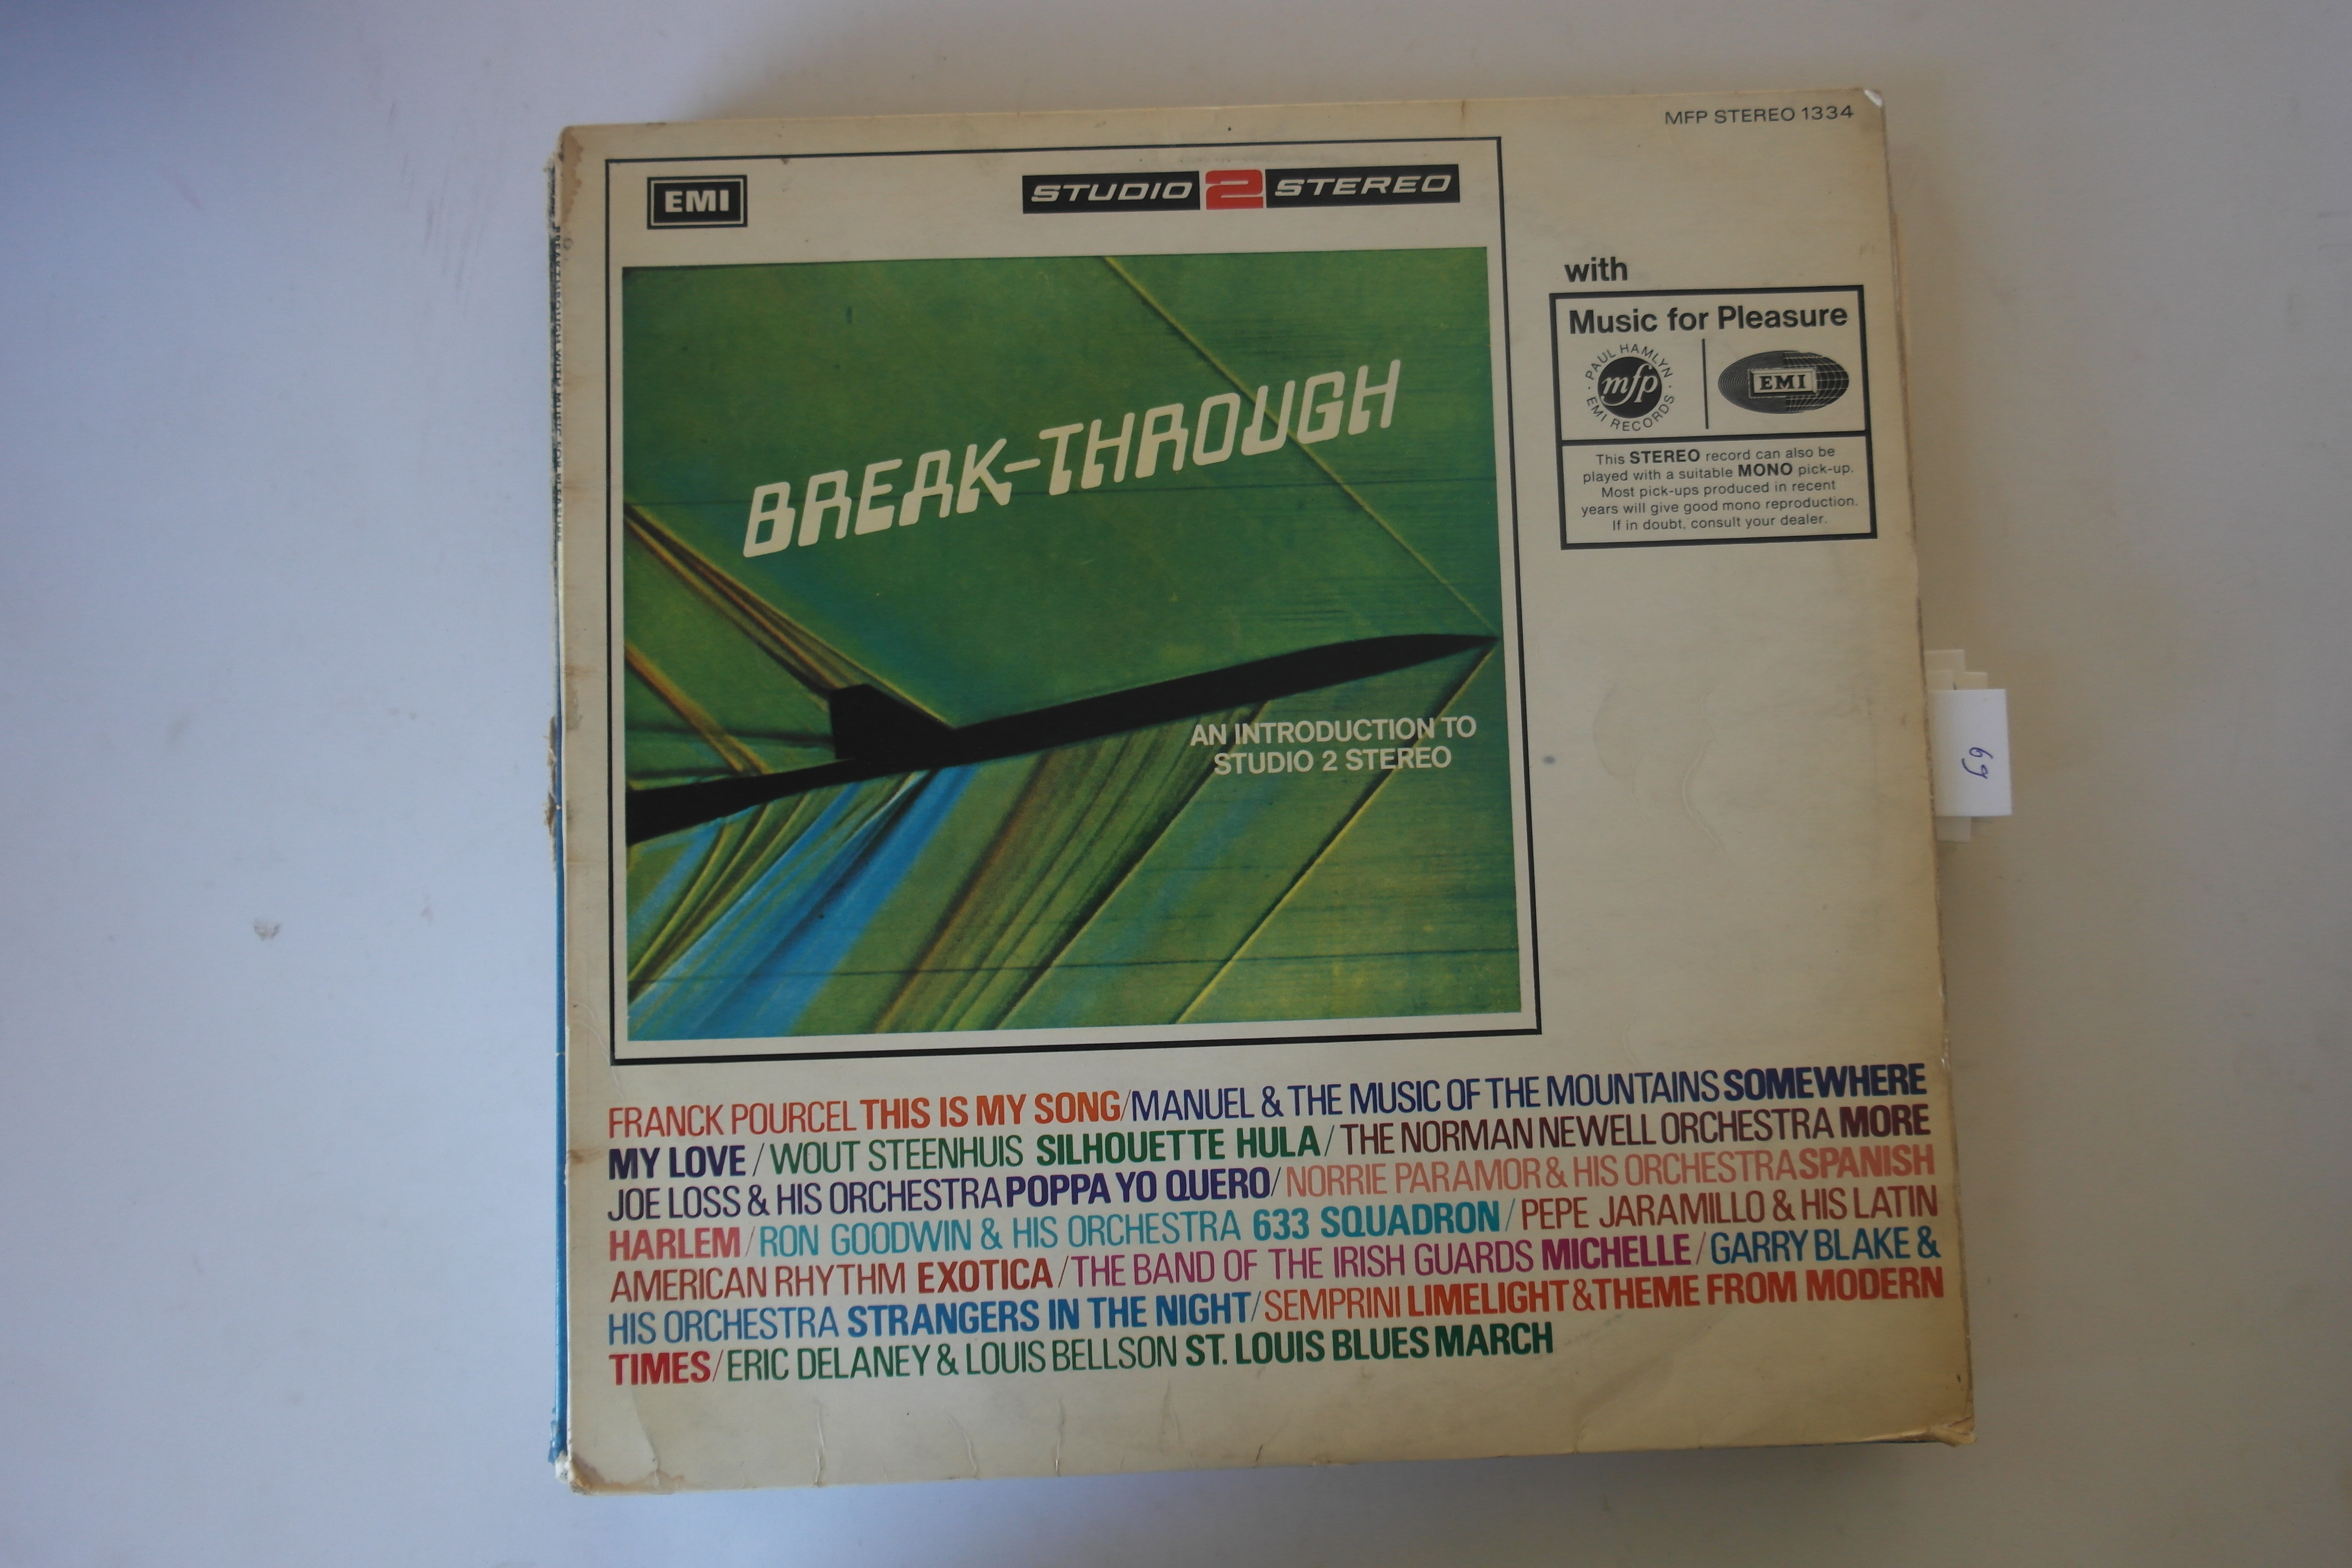 MFP STEREO 1334
EMI
STUDIO 2 STEREO
with
Music for Pleasure
PAUL HAMLYN
mfp
EMI RECORDS
EMI
This STEREO record can also be
played with a suitable MONO pick-up.
Most pick-ups produced in recent
years will give good mono reproduction.
If in doubt, consult your dealer.
BREAK-THROUGH
AN INTRODUCTION TO
STUDIO 2 STEREO
69
FRANCK POURCEL THIS IS MY SONG/MANUEL & THE MUSIC OF THE MOUNTAINS SOMEWHERE
MY LOVE/WOUT STEENHUIS SILHOUETTE HULA/THE NORMAN NEWELL ORCHESTRA MORE
JOE LOSS & HIS ORCHESTRA POPPA YO QUERO/NORRIE PARAMOR & HIS ORCHESTRA SPANISH
HARLEM/RON GOODWIN & HIS ORCHESTRA 633 SQUADRON/PEPE JARAMILLO & HIS LATIN
AMERICAN RHYTHM EXOTICA/THE BAND OF THE IRISH GUARDS MICHELLE/GARRY BLAKE &
HIS ORCHESTRA STRANGERS IN THE NIGHT/SEMPRINI LIMELIGHT & THEME FROM MODERN
TIMES/ERIC DELANEY & LOUIS BELLSON ST. LOUIS BLUES MARCH